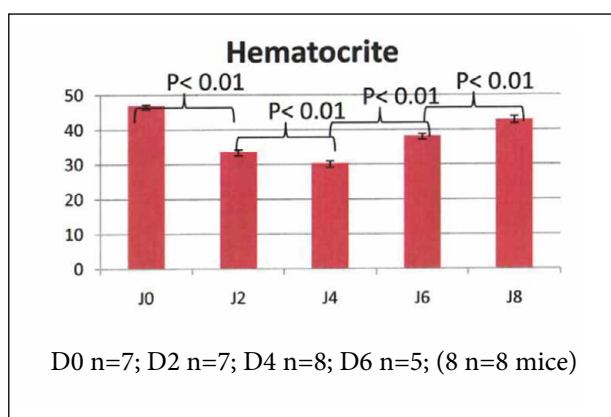 Hematocrite
P< 0.01
P< 0.01
P< 0.01
P< 0.01
50
40
30
20
10
0
J0 J2 J4 J6 J8
D0 n=7; D2 n=7; D4 n=8; D6 n=5; (8 n=8 mice)